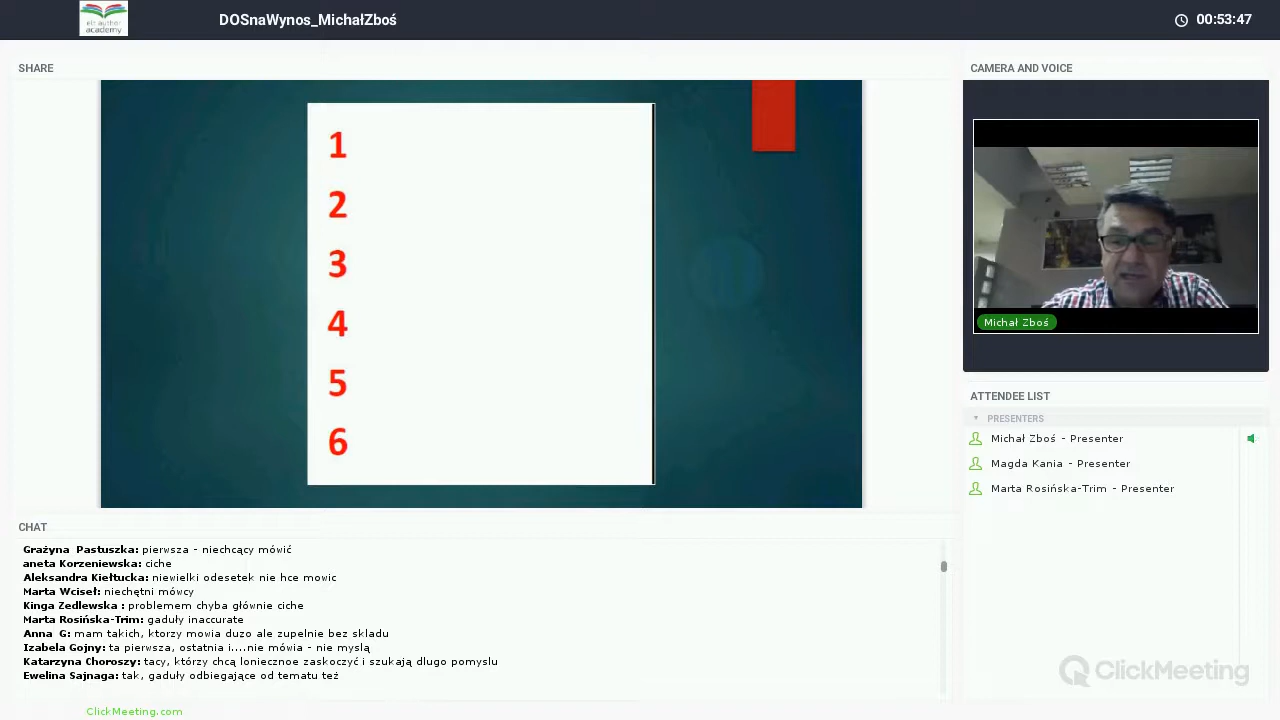 elt author
academy
DOSnaWynos_MichałZboś
00:53:47
SHARE
1
2
3
4
5
6
CAMERA AND VOICE
Michał Zboś
ATTENDEE LIST
PRESENTERS
Michał Zboś - Presenter
Magda Kania - Presenter
Marta Rosińska-Trim - Presenter
CHAT
Grażyna Pastuszka: pierwsza - niechcący mówić
aneta Korzeniewska: ciche
Aleksandra Kiełtucka: niewielki odesetek nie hce mowic
Marta Wciseł: niechętni mówcy
Kinga Zedlewska : problemem chyba głównie ciche
Marta Rosińska-Trim: gaduły inaccurate
Anna G: mam takich, ktorzy mowia duzo ale zupelnie bez skladu
Izabela Gojny: ta pierwsza, ostatnia i....nie mówia - nie myslą
Katarzyna Choroszy: tacy, którzy chcą loniecznoe zaskoczyć i szukają dlugo pomyslu
Ewelina Sajnaga: tak, gaduły odbiegające od tematu też
ClickMeeting
ClickMeeting.com